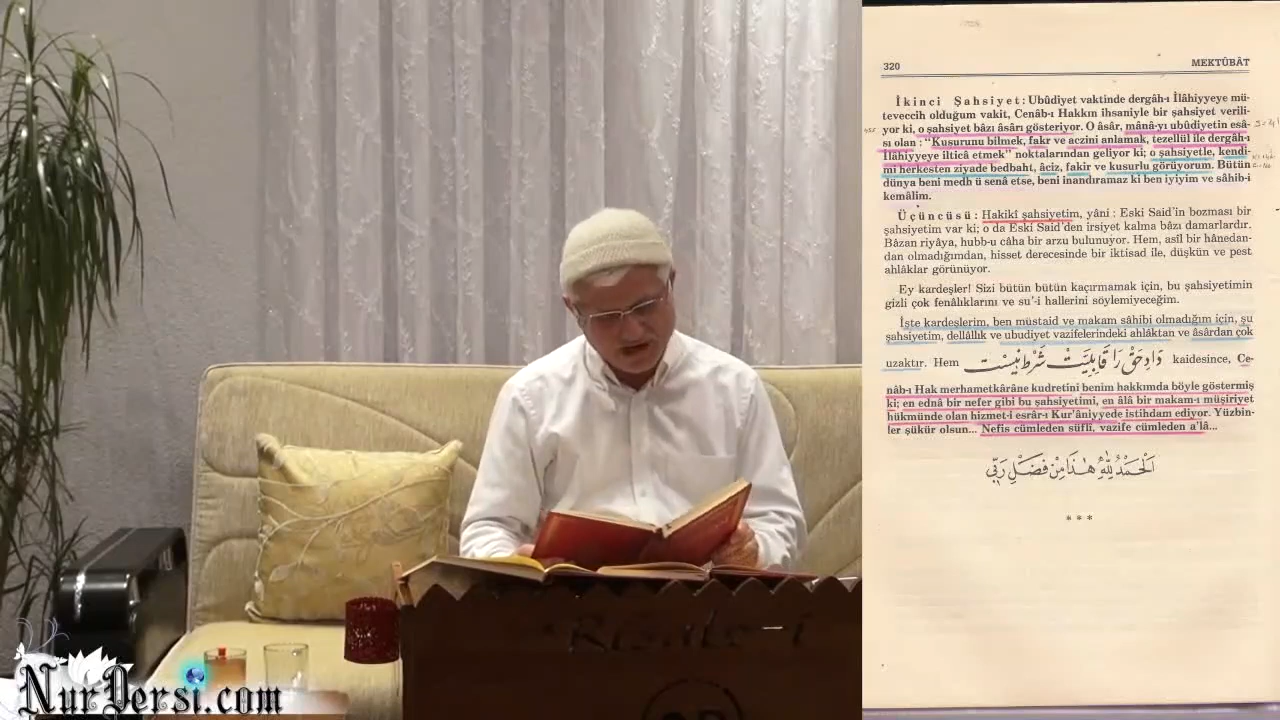 320
MEKTÛBÂT
İkinci Şahsiyet: Ubûdiyet vaktinde dergâh-ı İlâhiyyeye mü-
teveccih olduğum vakit, Cenâb-ı Hakkın ihsaniyle bir şahsiyet verili-
yor ki, o şahsiyet bâzı âsârı gösteriyor. O âsâr, mânâ-yı ubûdiyetin esâ-
sı olan : "Kusurunu bilmek, fakr ve aczini anlamak, tezellül ile dergâh-ı
İlâhiyyeye ilticâ etmek" noktalarından geliyor ki; o şahsiyetle, kendi-
mi herkesten ziyade bedbaht, âciz, fakir ve kusurlu görüyorum. Bütün
dünya beni medh ü senâ etse, beni inandıramaz ki ben iyiyim ve sâhib-i
kemâlim.
Üçüncüsü: Hakikî şahsiyetim, yâni : Eski Said'in bozması bir
şahsiyetim var ki; o da Eski Said'den irsiyet kalma bâzı damarlardır.
Bâzan riyâya, hubb-u câha bir arzu bulunuyor. Hem, asîl bir hânedan-
dan olmadığımdan, hisset derecesinde bir iktisad ile, düşkün ve pest
ahlâklar görünüyor.
Ey kardeşler! Sizi bütün bütün kaçırmamak için, bu şahsiyetimin
gizli çok fenâlıklarını ve su'-i hallerini söylemiyeceğim.
İşte kardeşlerim, ben müstaid ve makam sâhibi olmadığım için, şu
şahsiyetim, dellâllık ve ubudiyet vazifelerindeki ahlâktan ve âsârdan çok
uzaktır. Hem دَادِ حَقْ رَا قَابِلِيَّتْ شَرْط نِيسْتْ kaidesince, Ce-
nâb-ı Hak merhametkârane kudretini benim hakkımda böyle göstermiş
ki; en ednâ bir nefer gibi bu şahsiyetimi, en âlâ bir makam-ı müşiriyet
hükmünde olan hizmet-i esrâr-ı Kur'âniyyede istihdam ediyor. Yüzbin-
ler şükür olsun... Nefis cümleden süflî, vazife cümleden a'lâ...
اَلْحَمْدُ لِلّٰهِ هٰذَا مِنْ فَضْلِ رَبِّى
* * *
Risale-i
NurDersi.com